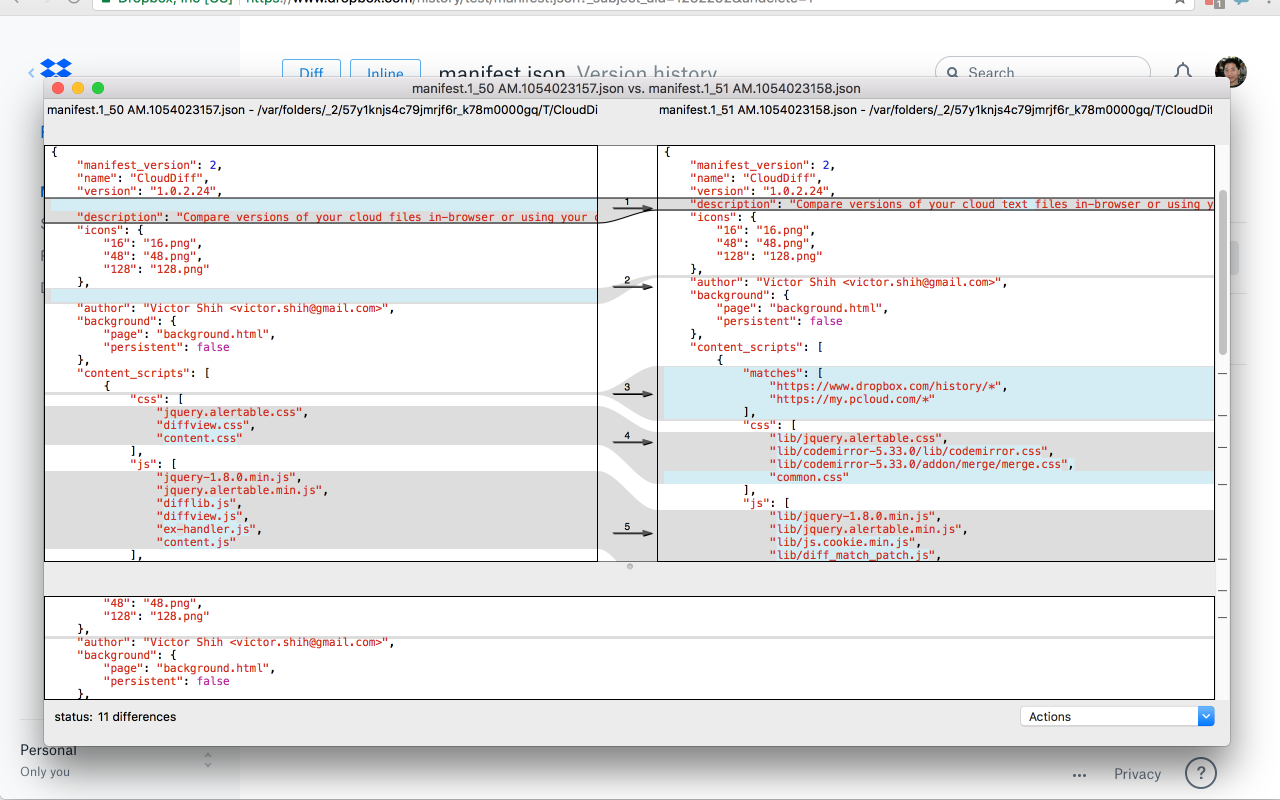 Dropbox, Inc [US] https://www.dropbox.com/history/test/manifest.json?_subject_uid=
1
Diff
Inline
manifest.json Version history
Search
manifest.1_50 AM.1054023157.json vs. manifest.1_51 AM.1054023158.json
manifest.1_50 AM.1054023157.json - /var/folders/_2/57y1knjs4c79jmrjf6r_k78m0000gq/T/CloudDi
manifest.1_51 AM.1054023158.json - /var/folders/_2/57y1knjs4c79jmrjf6r_k78m0000gq/T/CloudDif
{
"manifest_version": 2,
"name": "CloudDiff",
"version": "1.0.2.24",
"description": "Compare versions of your cloud files in-browser or using your
"icons": {
"16": "16.png",
"48": "48.png",
"128": "128.png"
},
"author": "Victor Shih <victor.shih@gmail.com>",
"background": {
"page": "background.html",
"persistent": false
},
"content_scripts": [
{
"css": [
"jquery.alertable.css",
"diffview.css",
"content.css"
],
"js": [
"jquery-1.8.0.min.js",
"jquery.alertable.min.js",
"difflib.js",
"diffview.js",
"ex-handler.js",
"content.js"
],
1
2
3
4
5
{
"manifest_version": 2,
"name": "CloudDiff",
"version": "1.0.2.24",
"description": "Compare versions of your cloud text files in-browser or using y
"icons": {
"16": "16.png",
"48": "48.png",
"128": "128.png"
},
"author": "Victor Shih <victor.shih@gmail.com>",
"background": {
"page": "background.html",
"persistent": false
},
"content_scripts": [
{
"matches": [
"https://www.dropbox.com/history/*",
"https://my.pcloud.com/*"
],
"css": [
"lib/jquery.alertable.css",
"lib/codemirror-5.33.0/lib/codemirror.css",
"lib/codemirror-5.33.0/addon/merge/merge.css",
"common.css"
],
"js": [
"lib/jquery-1.8.0.min.js",
"lib/jquery.alertable.min.js",
"lib/js.cookie.min.js",
"lib/diff_match_patch.js",
"48": "48.png",
"128": "128.png"
},
"author": "Victor Shih <victor.shih@gmail.com>",
"background": {
"page": "background.html",
"persistent": false
},
status: 11 differences
Actions
Personal
Only you
Privacy
?